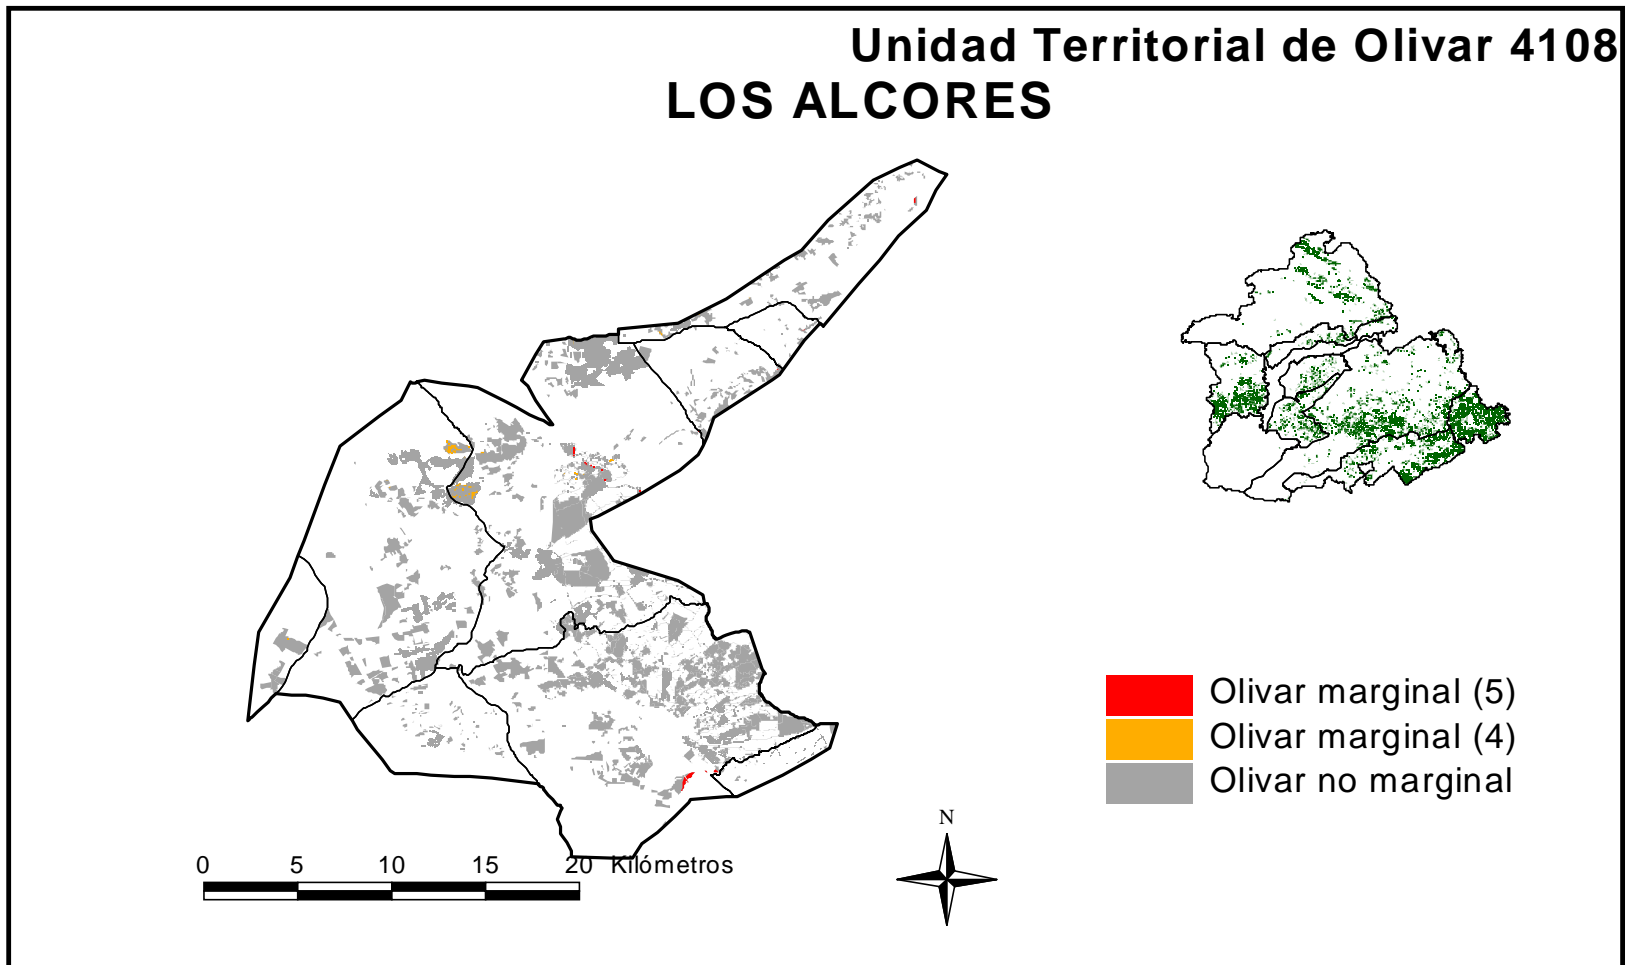 Unidad Territorial de Olivar 4108
LOS ALCORES
Olivar marginal (5)
Olivar marginal (4)
Olivar no marginal
N
0 5 10 15 20 Kilómetros